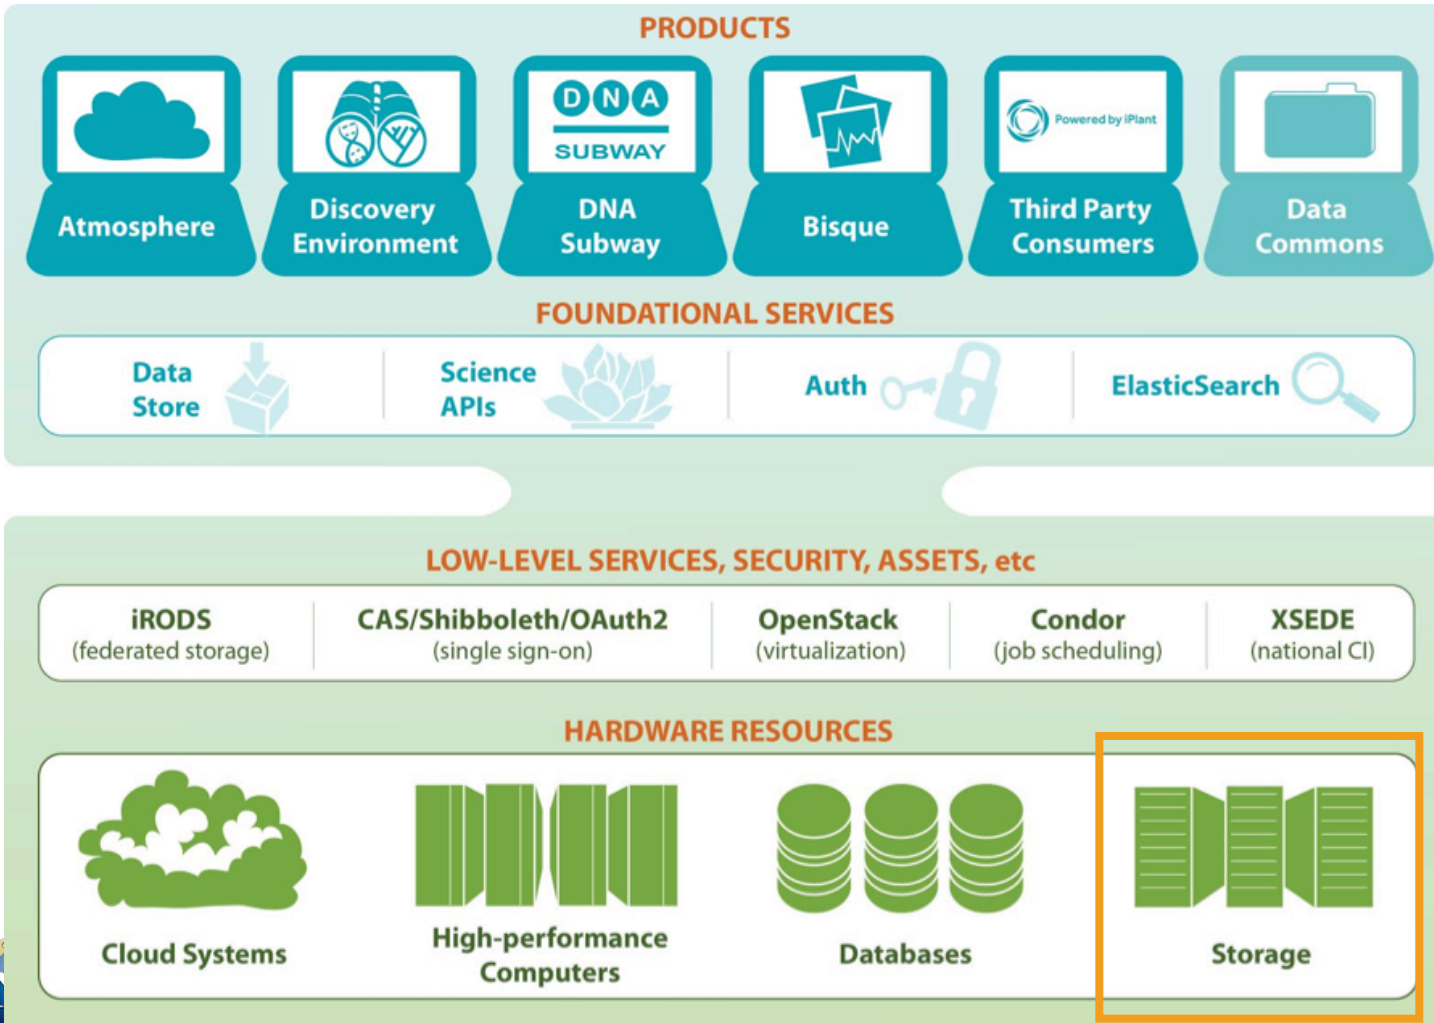 PRODUCTS
DNA
SUBWAY
Powered by iPlant
Atmosphere
Discovery
Environment
DNA
Subway
Bisque
Third Party
Consumers
Data
Commons
FOUNDATIONAL SERVICES
Data
Store
Science
APIs
Auth
ElasticSearch
LOW-LEVEL SERVICES, SECURITY, ASSETS, etc
iRODS
(federated storage)
CAS/Shibboleth/OAuth2
(single sign-on)
OpenStack
(virtualization)
Condor
(job scheduling)
XSEDE
(national CI)
HARDWARE RESOURCES
Cloud Systems
High-performance
Computers
Databases
Storage